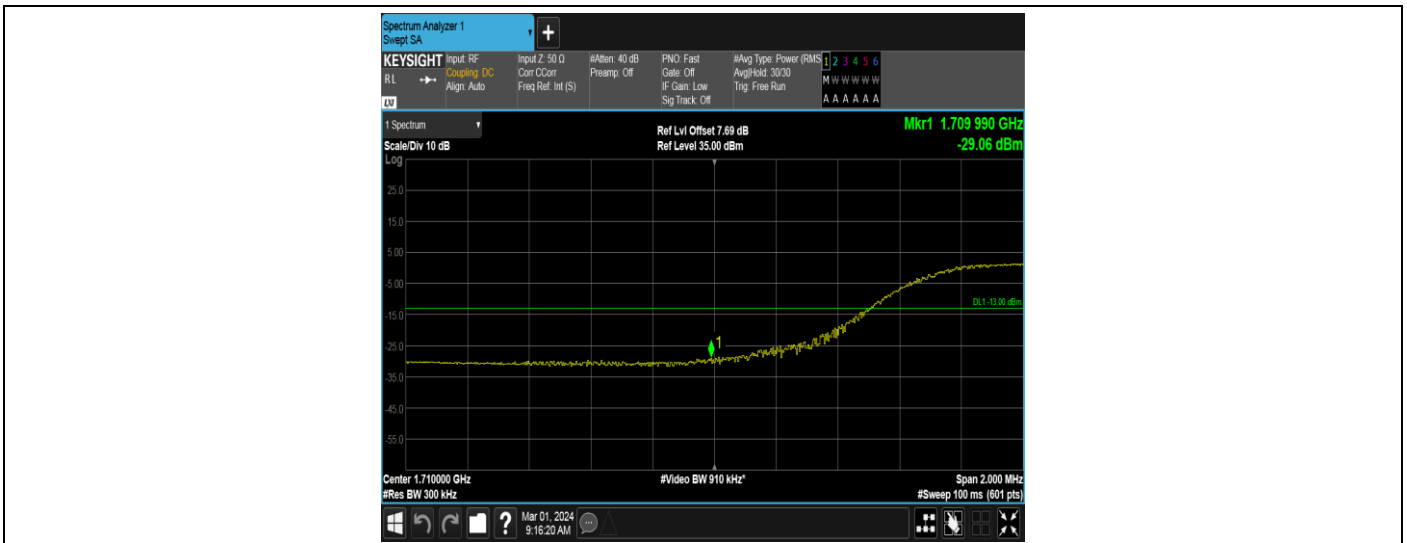 Spectrum Analyzer 1
Swept SA
KEYSIGHT
RL
LXI
Input: RF
Coupling: DC
Align: Auto
Input Z: 50 Ω
Corr CCorr
Freq Ref: Int (S)
#Atten: 40 dB
Preamp: Off
PNO: Fast
Gate: Off
IF Gain: Low
Sig Track: Off
#Avg Type: Power (RMS
Avg|Hold: 30/30
Trig: Free Run
1 2 3 4 5 6
M W W W W W
A A A A A A
1 Spectrum
Scale/Div 10 dB
Log
Ref Lvl Offset 7.69 dB
Ref Level 35.00 dBm
Mkr1 1.709 990 GHz
-29.06 dBm
25.0
15.0
5.00
-5.00
DL1 -13.00 dBm
-15.0
1
-25.0
-35.0
-45.0
-55.0
Center 1.710000 GHz
#Video BW 910 kHz*
Span 2.000 MHz
#Res BW 300 kHz
#Sweep 100 ms (601 pts)
?
Mar 01, 2024
9:16:20 AM